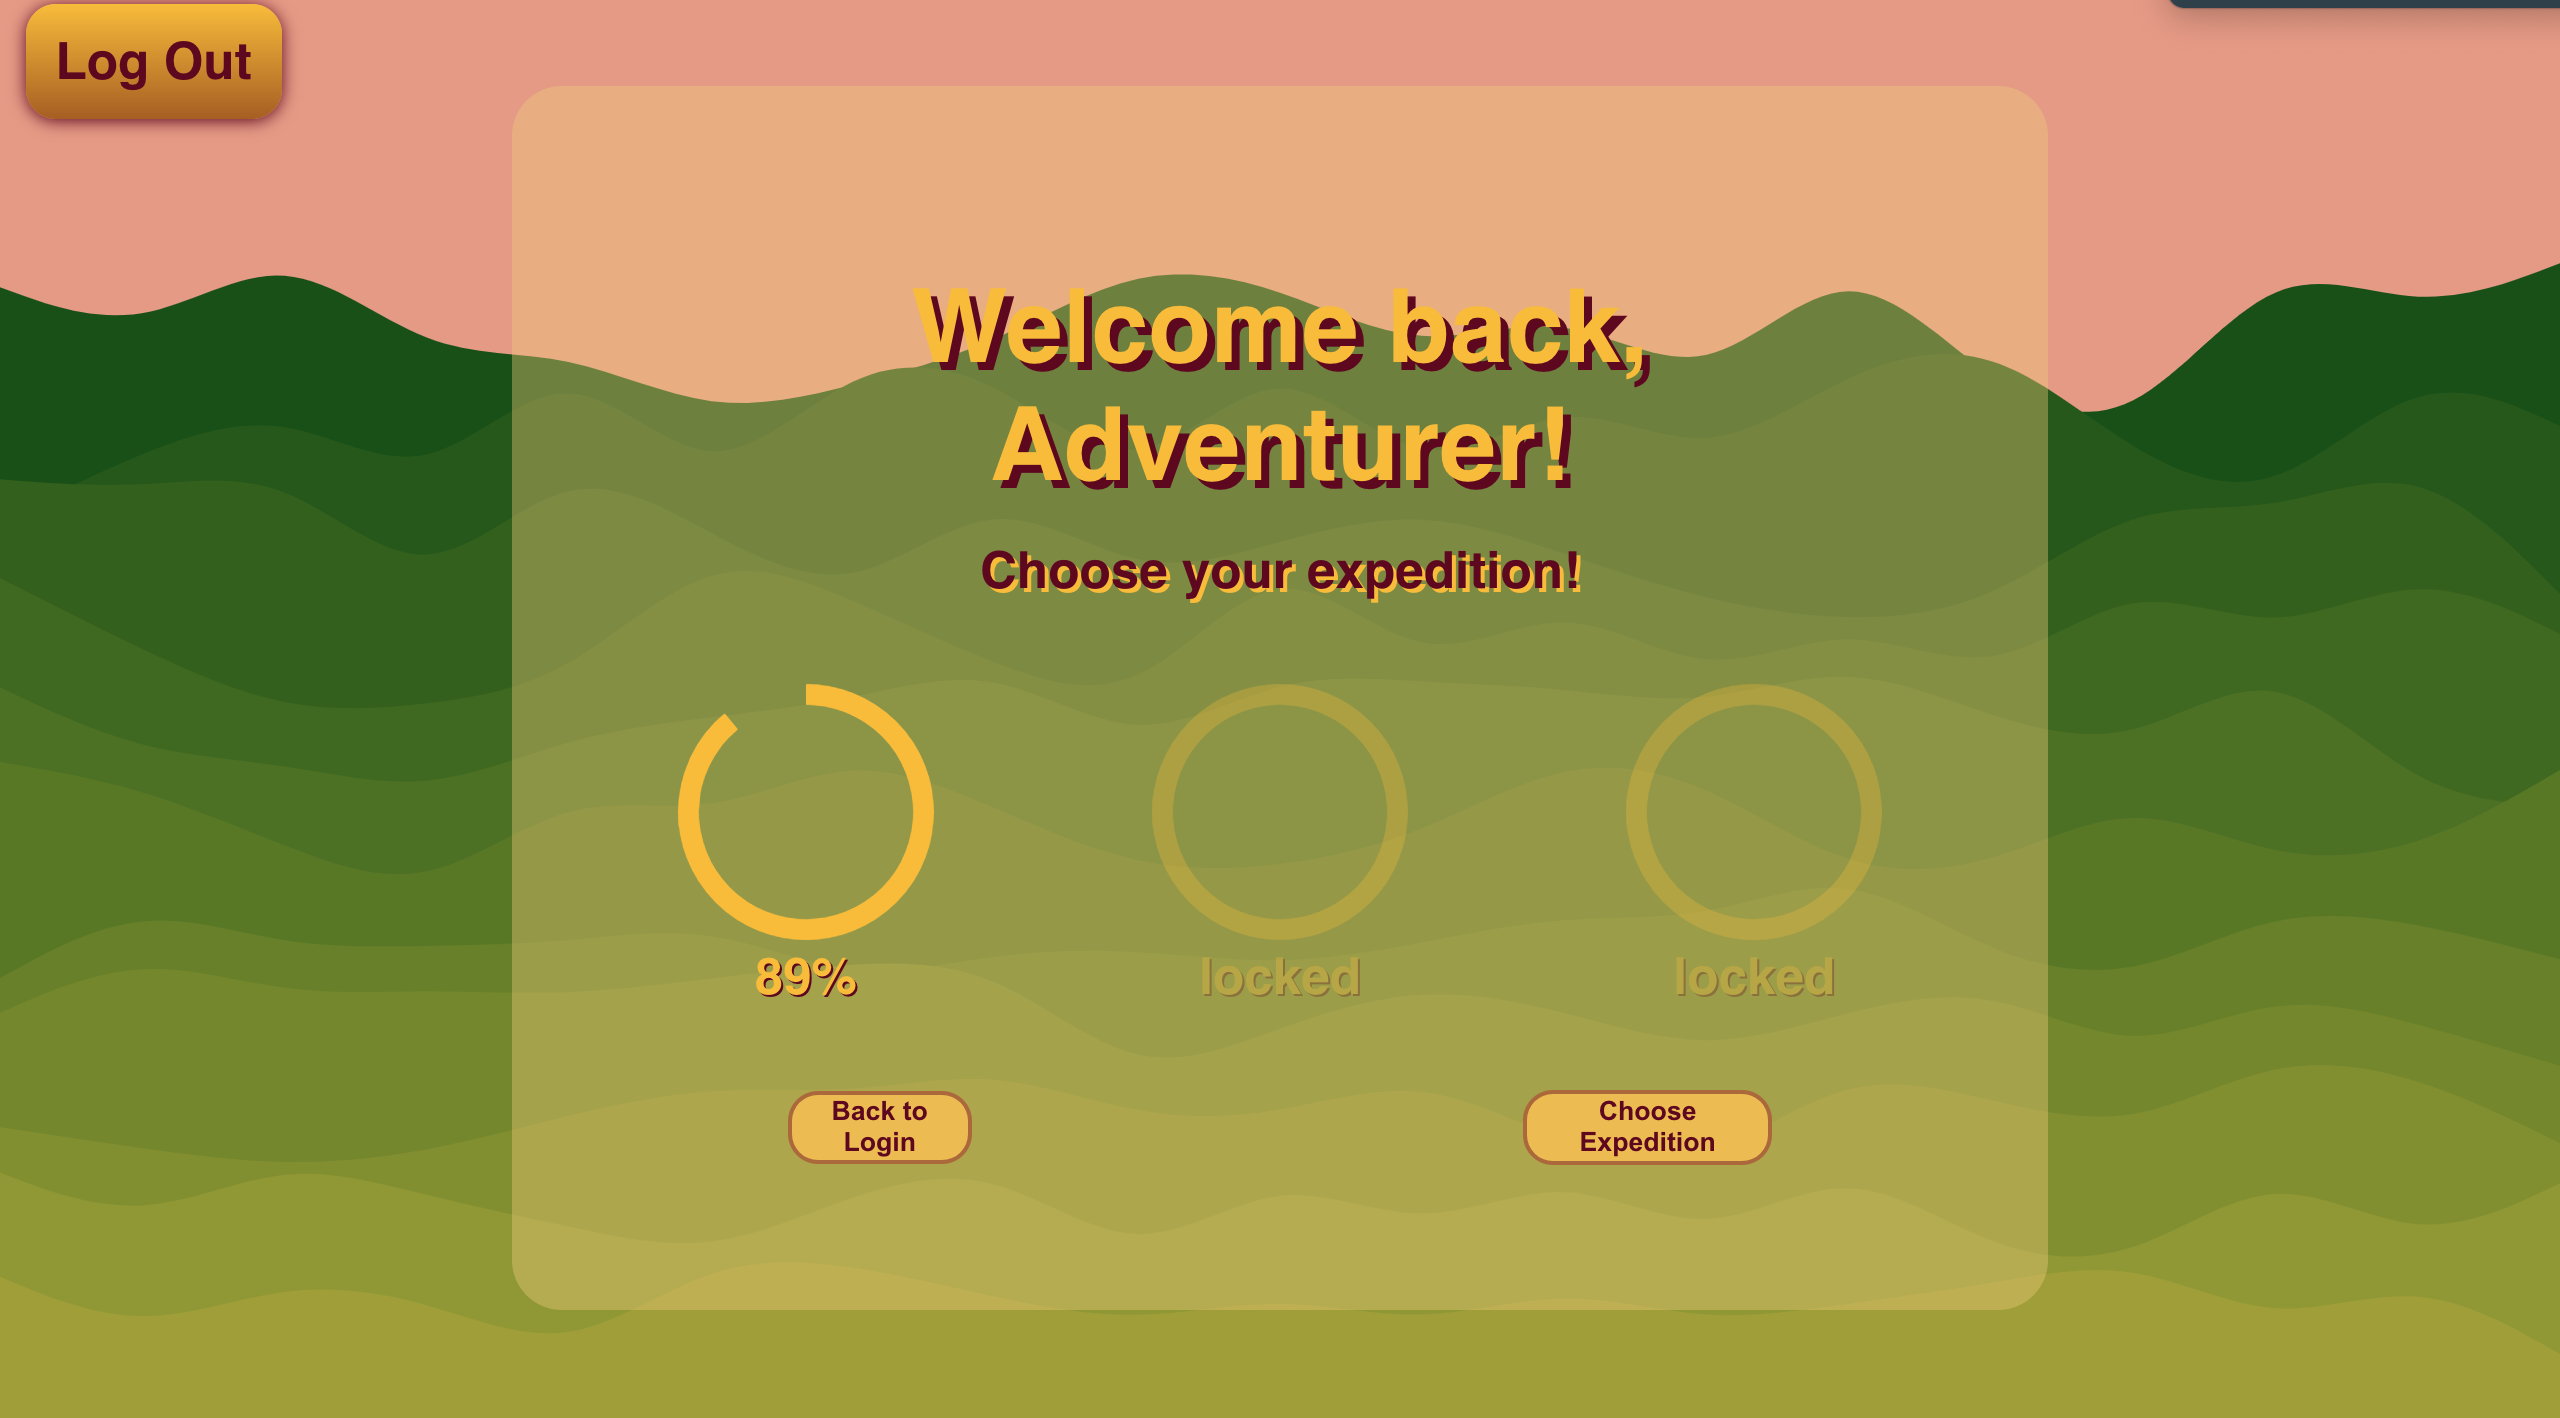 Log Out
Welcome back,
Adventurer!
Choose your expedition!
89%
locked
locked
Back to
Login
Choose
Expedition